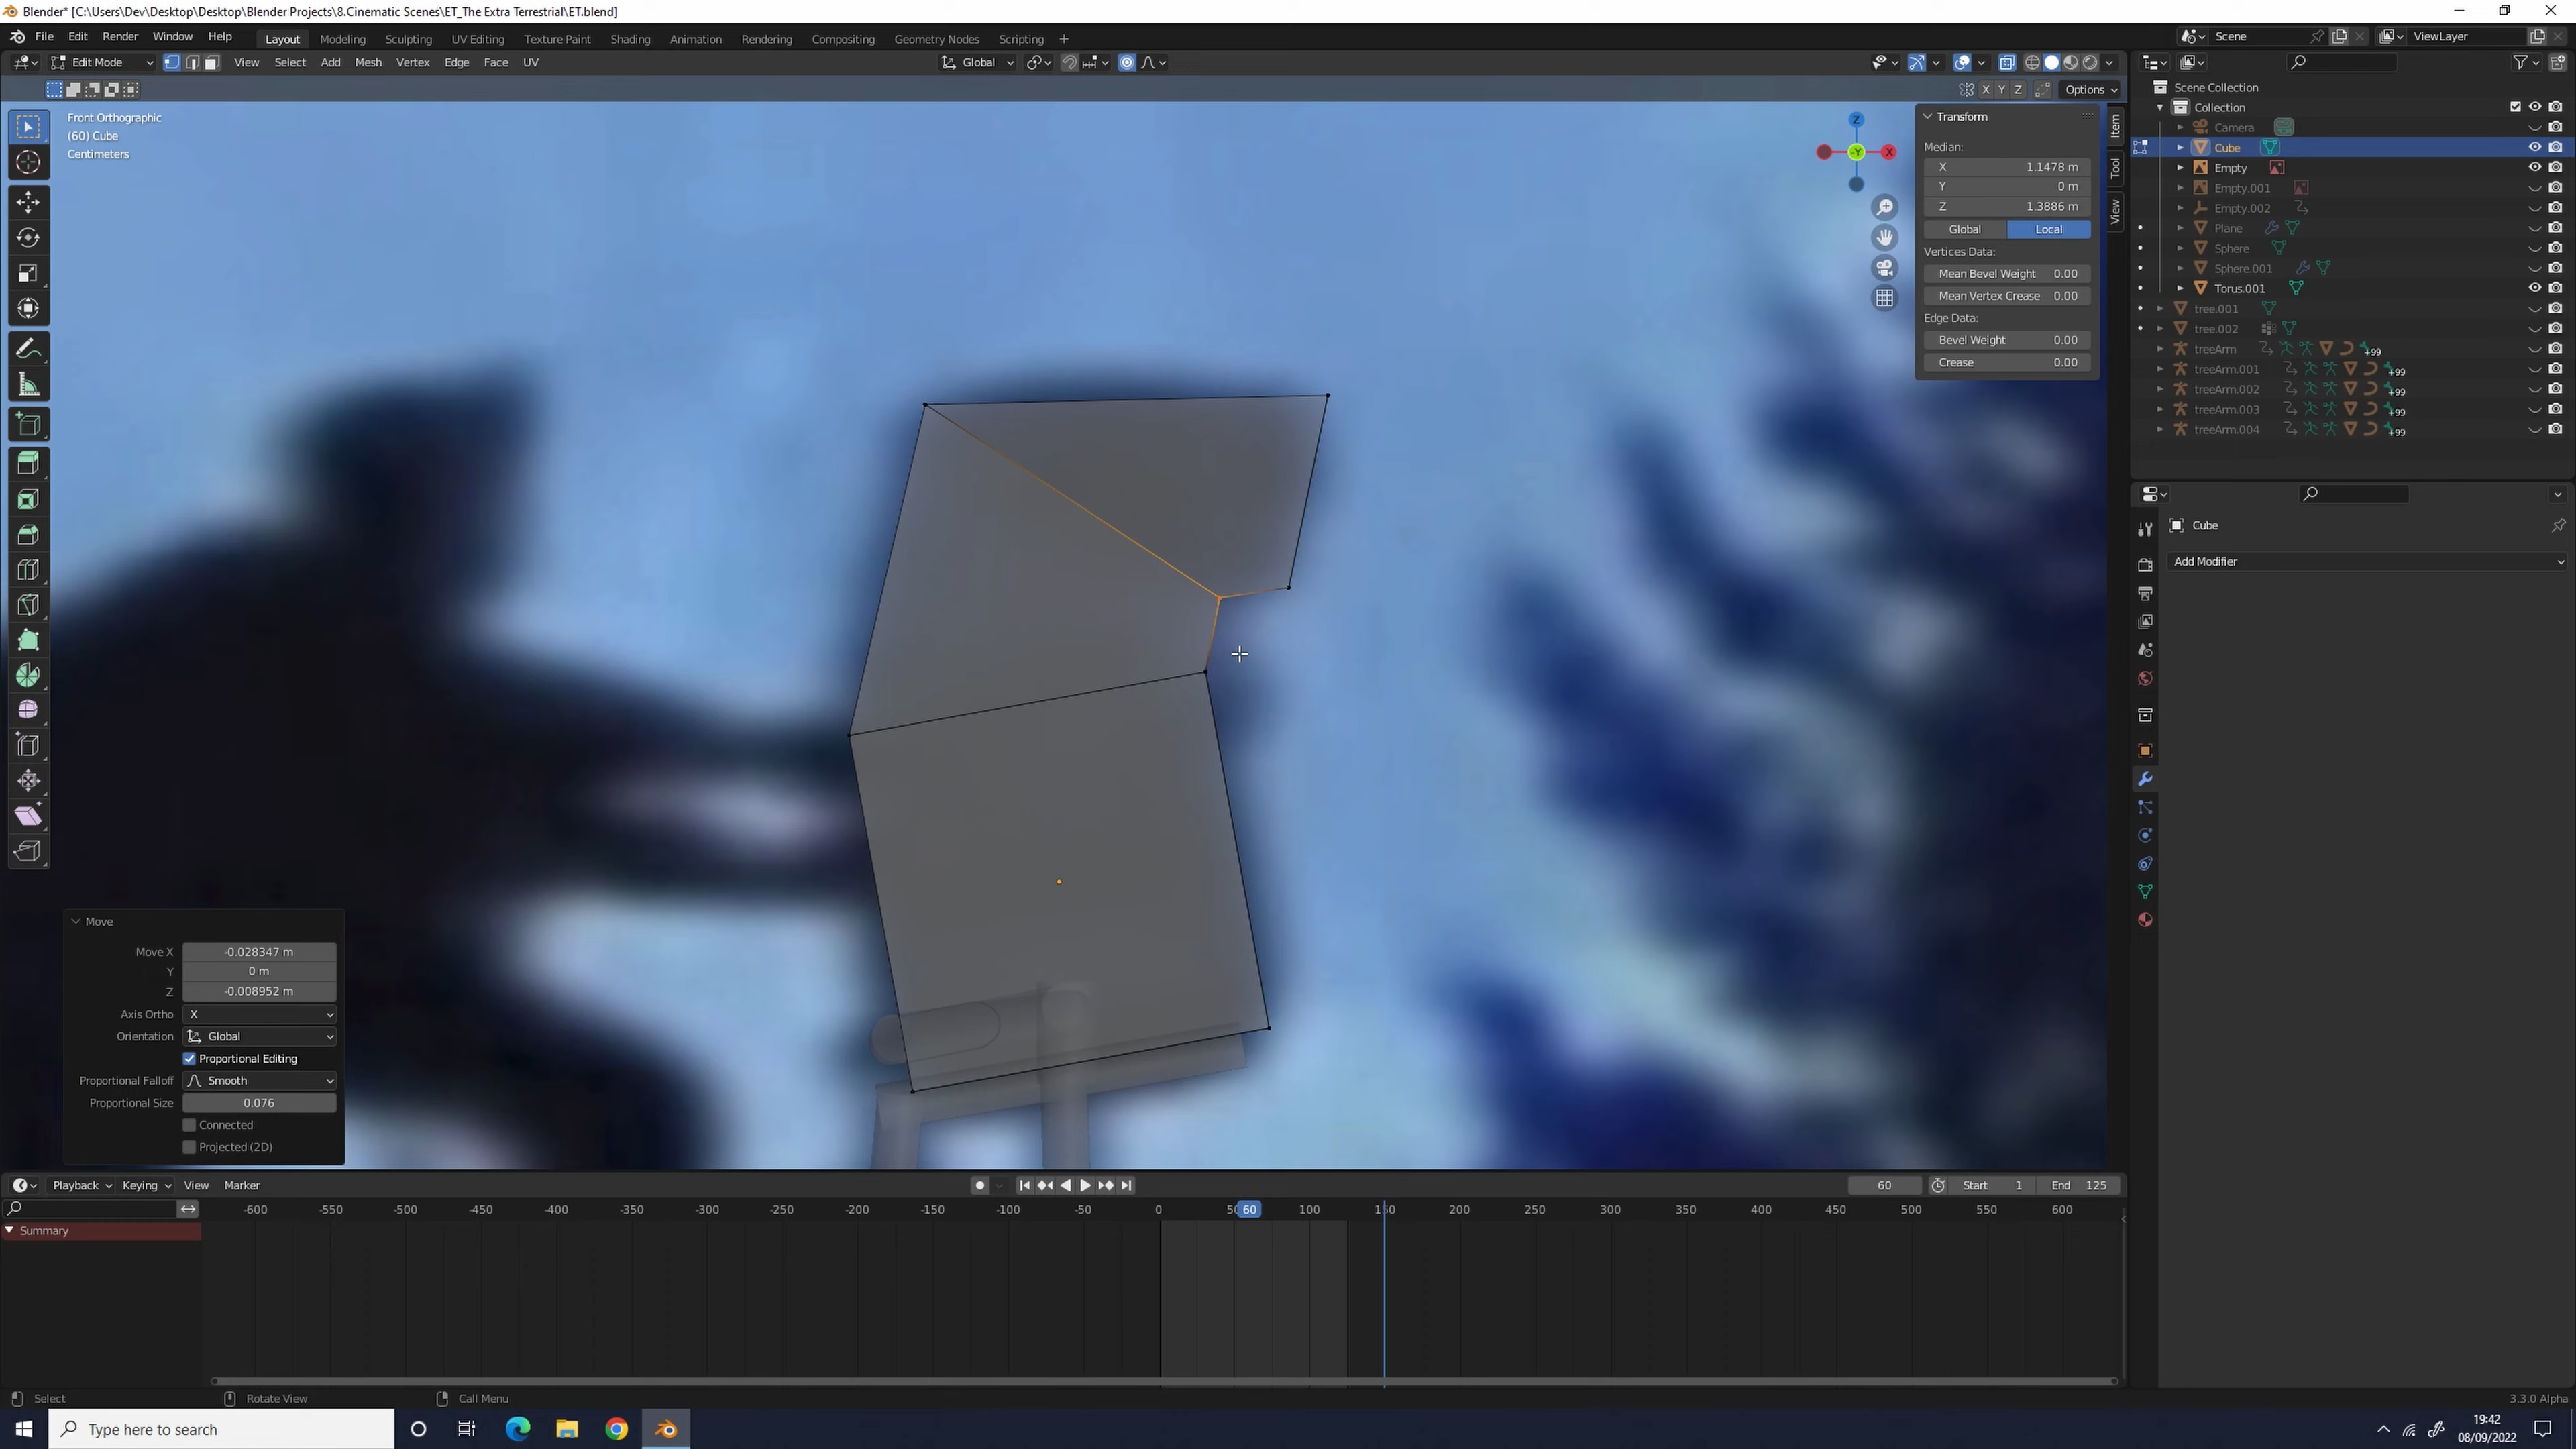 Blender* [C:\Users\Dev\Desktop\Desktop\Blender Projects\8.Cinematic Scenes\ET_The Extra Terrestrial\ET.blend]
File Edit Render Window Help Layout Modeling Sculpting UV Editing Texture Paint Shading Animation Rendering Compositing Geometry Nodes Scripting + Scene ViewLayer
Edit Mode View Select Add Mesh Vertex Edge Face UV Global
X Y Z Options
Front Orthographic
(60) Cube
Centimeters
Z
-Y X
Transform
Median:
X 1.1478 m
Y 0 m
Z 1.3886 m
Global Local
Vertices Data:
Mean Bevel Weight 0.00
Mean Vertex Crease 0.00
Edge Data:
Bevel Weight 0.00
Crease 0.00
Item
Tool
View
Scene Collection
Collection
Camera
Cube
Empty
Empty.001
Empty.002
Plane
Sphere
Sphere.001
Torus.001
tree.001
tree.002
treeArm +99
treeArm.001 +99
treeArm.002 +99
treeArm.003 +99
treeArm.004 +99
Cube
Add Modifier
Move
Move X -0.028347 m
Y 0 m
Z -0.008952 m
Axis Ortho X
Orientation Global
Proportional Editing
Proportional Falloff Smooth
Proportional Size 0.076
Connected
Projected (2D)
Playback Keying View Marker 60 Start 1 End 125
-600 -550 -500 -450 -400 -350 -300 -250 -200 -150 -100 -50 0 50 60 100 150 200 250 300 350 400 450 500 550 600
Summary
Select Rotate View Call Menu 3.3.0 Alpha
Type here to search
19:42
08/09/2022